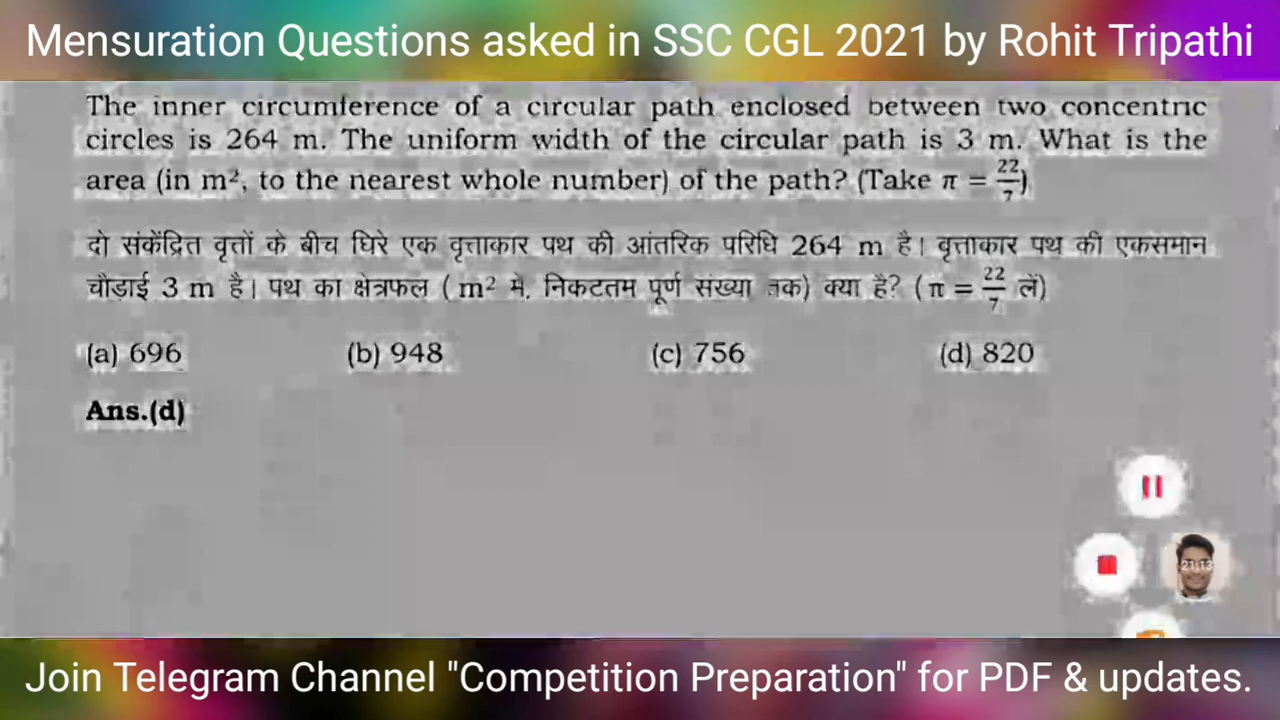 Mensuration Questions asked in SSC CGL 2021 by Rohit Tripathi
The inner circumference of a circular path enclosed between two concentric
circles is 264 m. The uniform width of the circular path is 3 m. What is the
area (in m², to the nearest whole number) of the path? (Take π = 22/7)
दो संकेंद्रित वृत्तों के बीच घिरे एक वृत्ताकार पथ की आंतरिक परिधि 264 m है। वृत्ताकार पथ की एकसमान
चौड़ाई 3 m है। पथ का क्षेत्रफल ( m² में, निकटतम पूर्ण संख्या तक) क्या है? (π = 22/7 लें)
(a) 696 (b) 948 (c) 756 (d) 820
Ans.(d)
21:13
Join Telegram Channel "Competition Preparation" for PDF & updates.